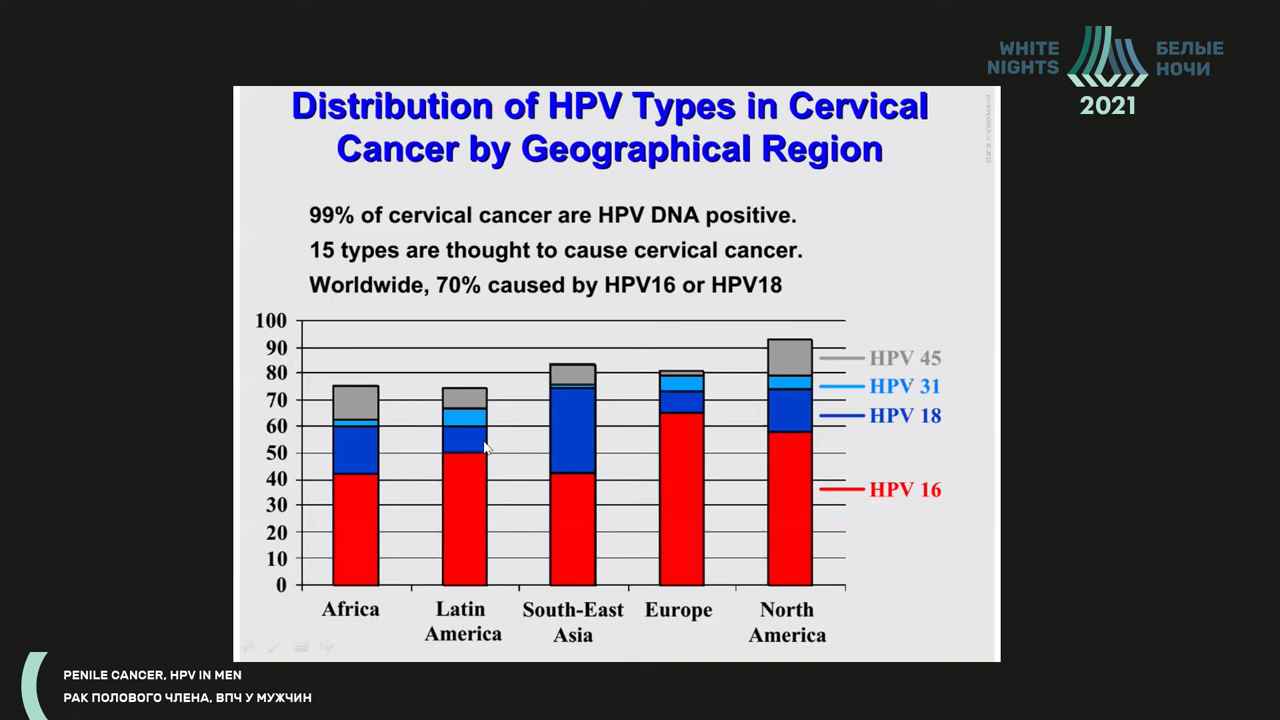 WHITE
NIGHTS
БЕЛЫЕ
НОЧИ
2021
Distribution of HPV Types in Cervical
Cancer by Geographical Region
99% of cervical cancer are HPV DNA positive.
15 types are thought to cause cervical cancer.
Worldwide, 70% caused by HPV16 or HPV18
100
90
80
70
60
50
40
30
20
10
0
HPV 45
HPV 31
HPV 18
HPV 16
Africa
Latin
America
South-East
Asia
Europe
North
America
PENILE CANCER, HPV IN MEN
РАК ПОЛОВОГО ЧЛЕНА, ВПЧ У МУЖЧИН